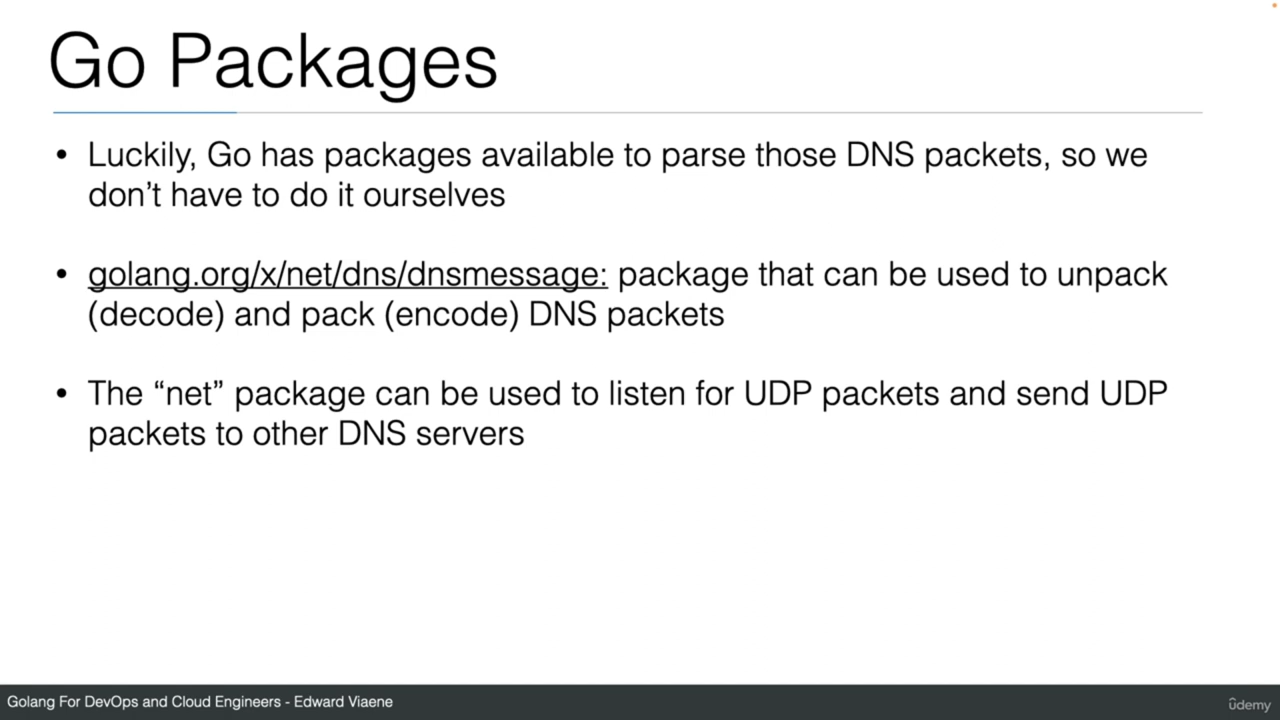 Go Packages
• Luckily, Go has packages available to parse those DNS packets, so we
don’t have to do it ourselves
• golang.org/x/net/dns/dnsmessage: package that can be used to unpack
(decode) and pack (encode) DNS packets
• The “net” package can be used to listen for UDP packets and send UDP
packets to other DNS servers
Golang For DevOps and Cloud Engineers - Edward Viaene
ûdemy